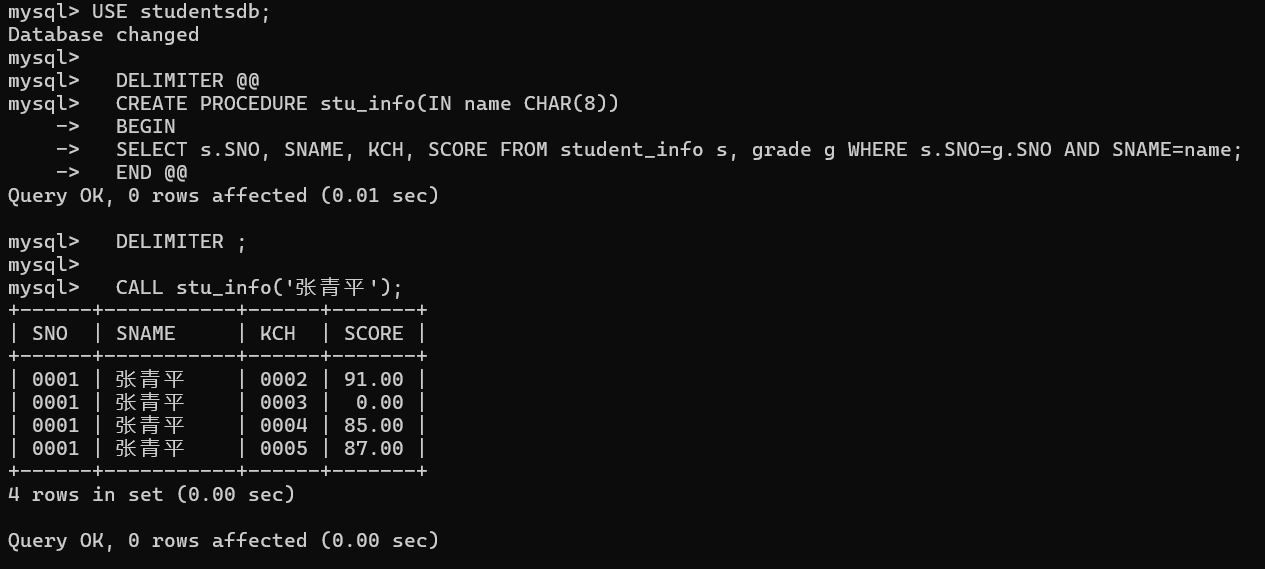 mysql> USE studentsdb;
Database changed
mysql>
mysql>   DELIMITER @@
mysql>   CREATE PROCEDURE stu_info(IN name CHAR(8))
    ->   BEGIN
    ->   SELECT s.SNO, SNAME, KCH, SCORE FROM student_info s, grade g WHERE s.SNO=g.SNO AND SNAME=name;
    ->   END @@
Query OK, 0 rows affected (0.01 sec)

mysql>   DELIMITER ;
mysql>
mysql>   CALL stu_info('张青平');
+------+-----------+------+-------+
| SNO  | SNAME     | KCH  | SCORE |
+------+-----------+------+-------+
| 0001 | 张青平    | 0002 | 91.00 |
| 0001 | 张青平    | 0003 |  0.00 |
| 0001 | 张青平    | 0004 | 85.00 |
| 0001 | 张青平    | 0005 | 87.00 |
+------+-----------+------+-------+
4 rows in set (0.00 sec)

Query OK, 0 rows affected (0.00 sec)